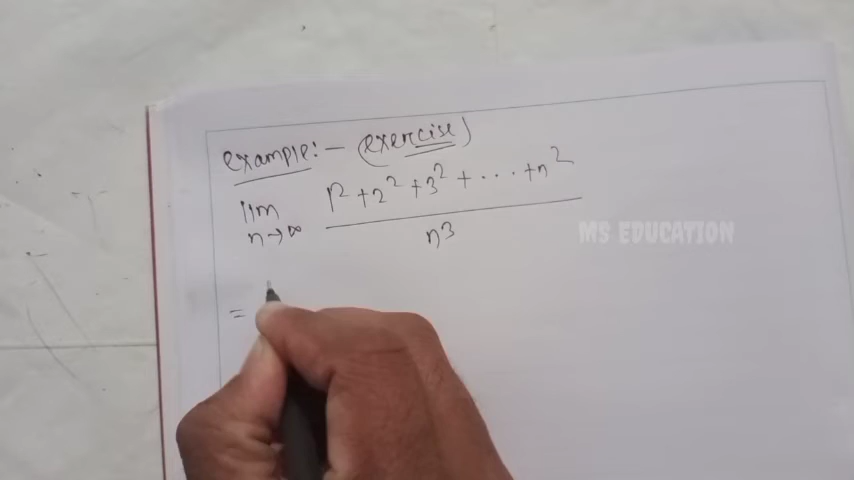 example:- (exercise)
lim n→∞ (1² + 2² + 3² + ... + n²) / n³
MS EDUCATION
=